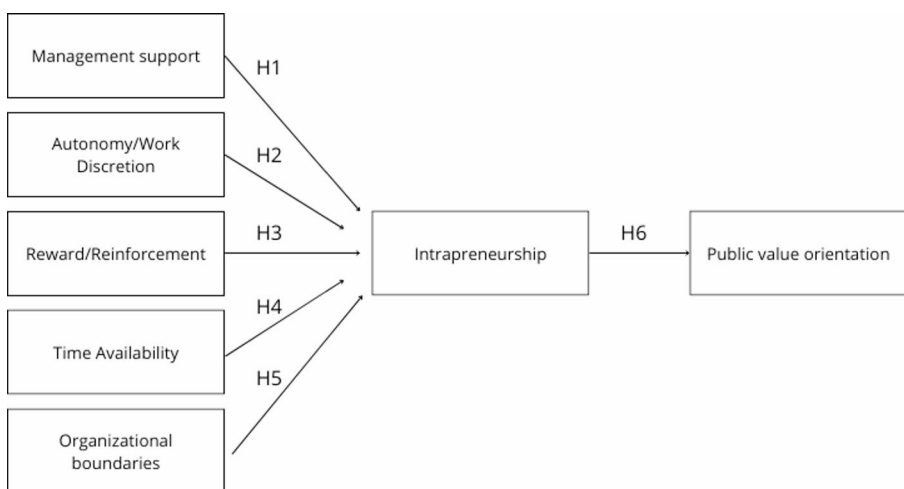 Management support
H1
Autonomy/Work
Discretion
H2
Reward/Reinforcement
H3
Intrapreneurship
H6
Public value orientation
H4
Time Availability
H5
Organizational
boundaries